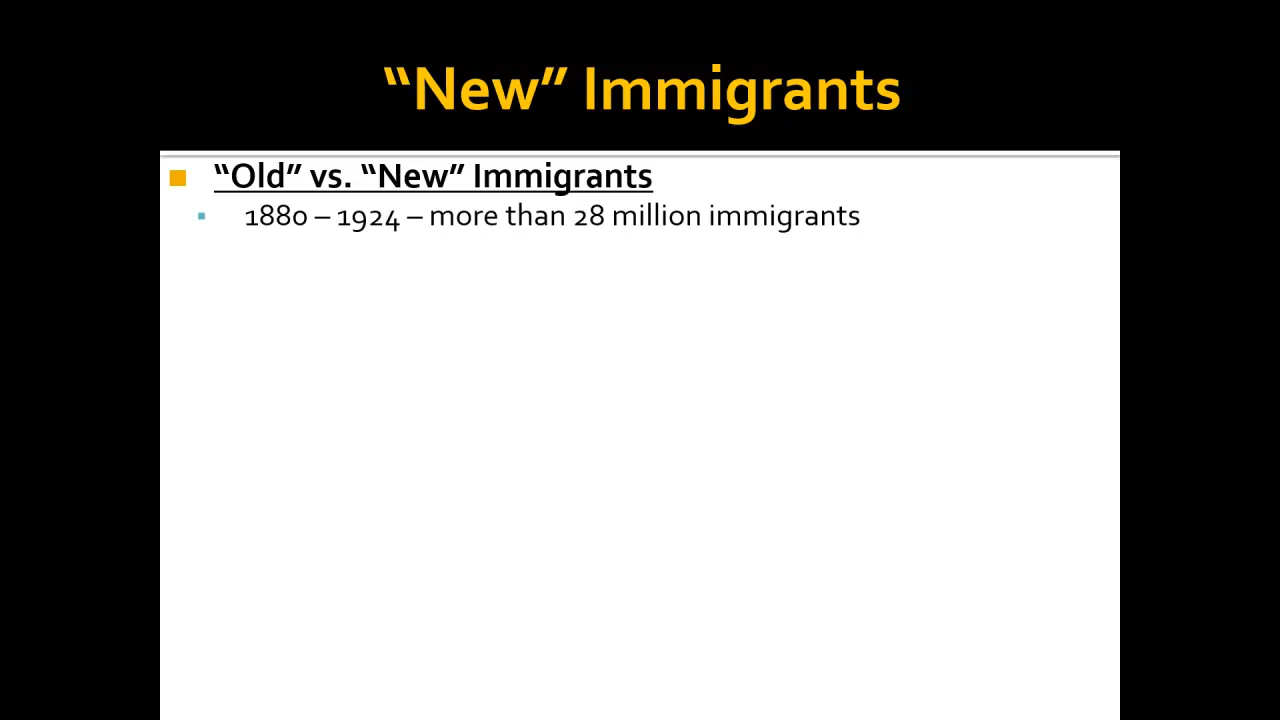 “New” Immigrants
“Old” vs. “New” Immigrants
1880 – 1924 – more than 28 million immigrants